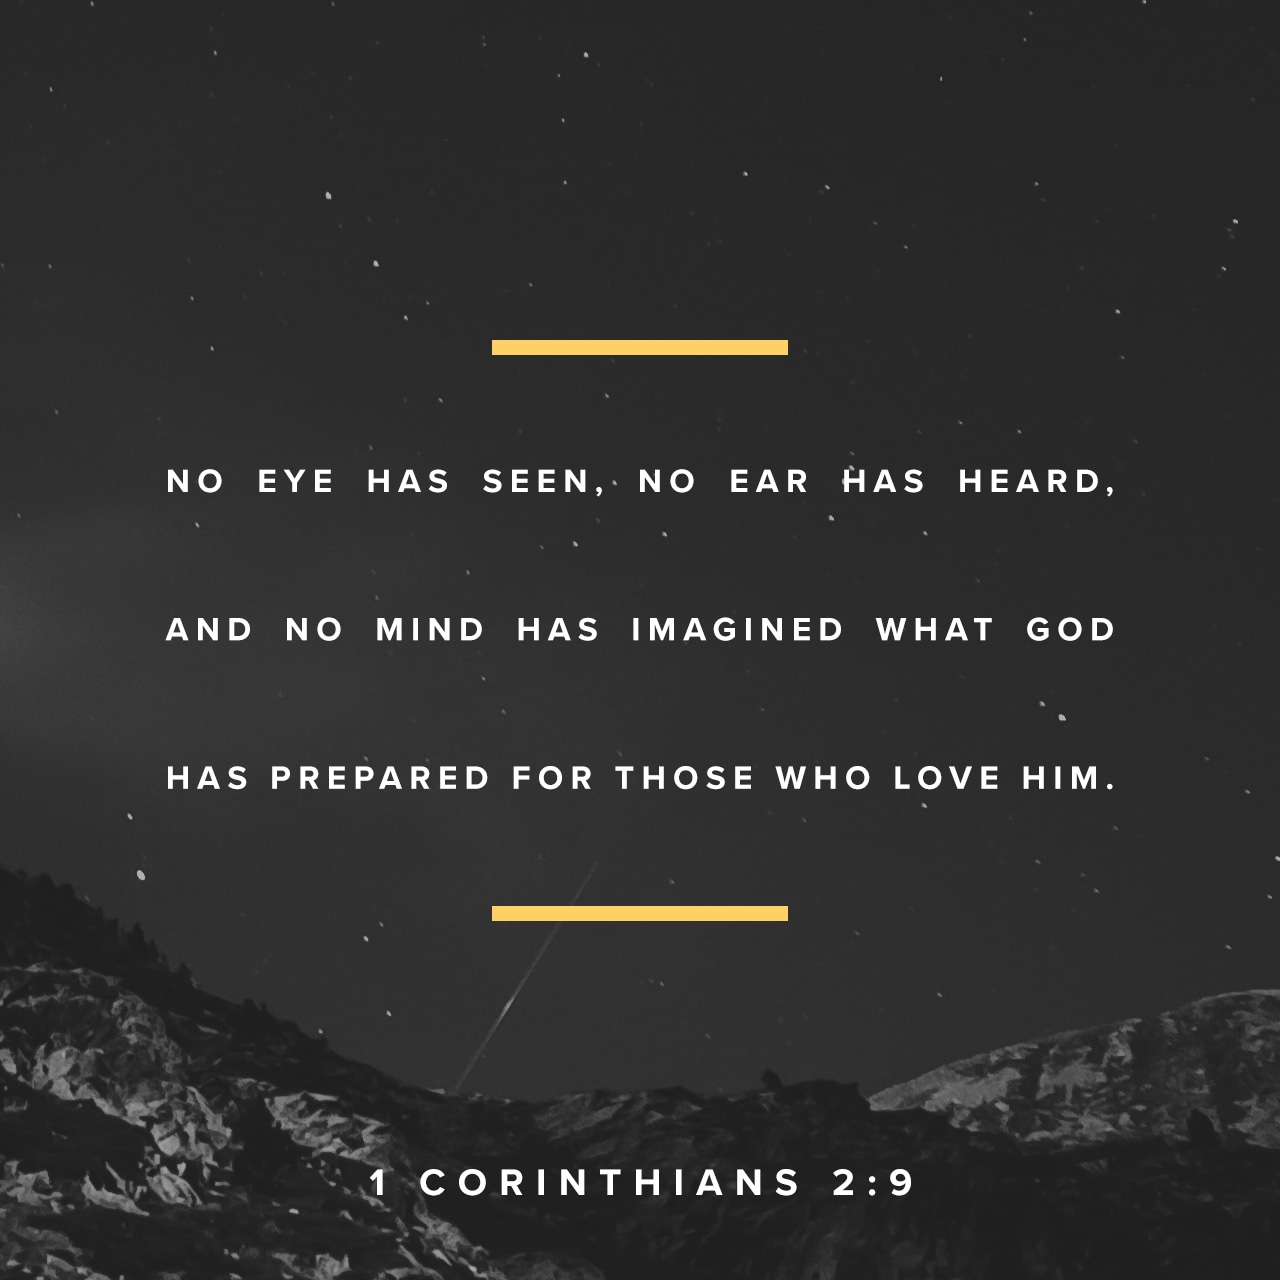 NO EYE HAS SEEN, NO EAR HAS HEARD,
AND NO MIND HAS IMAGINED WHAT GOD
HAS PREPARED FOR THOSE WHO LOVE HIM.
1 CORINTHIANS 2:9